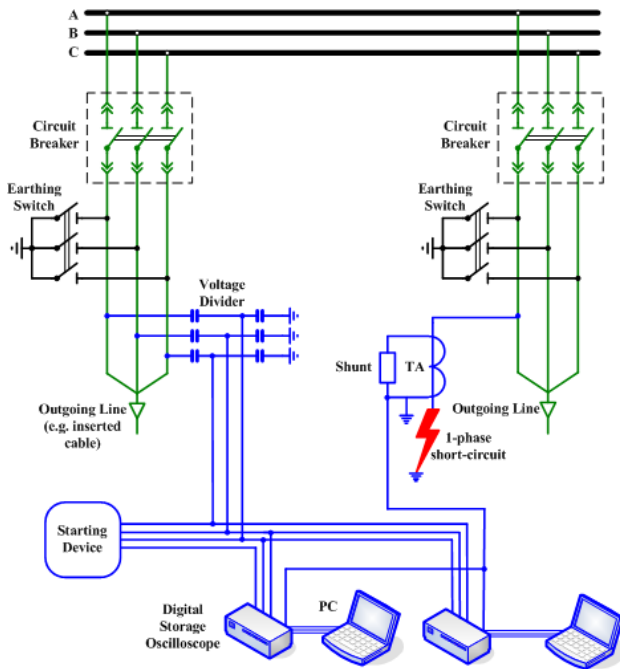 A
B
C
Circuit
Breaker
Circuit
Breaker
Earthing
Switch
Earthing
Switch
Voltage
Divider
Shunt
TA
Outgoing Line
(e.g. inserted
cable)
Outgoing Line
1-phase
short-circuit
Starting
Device
Digital
Storage
Oscilloscope
PC